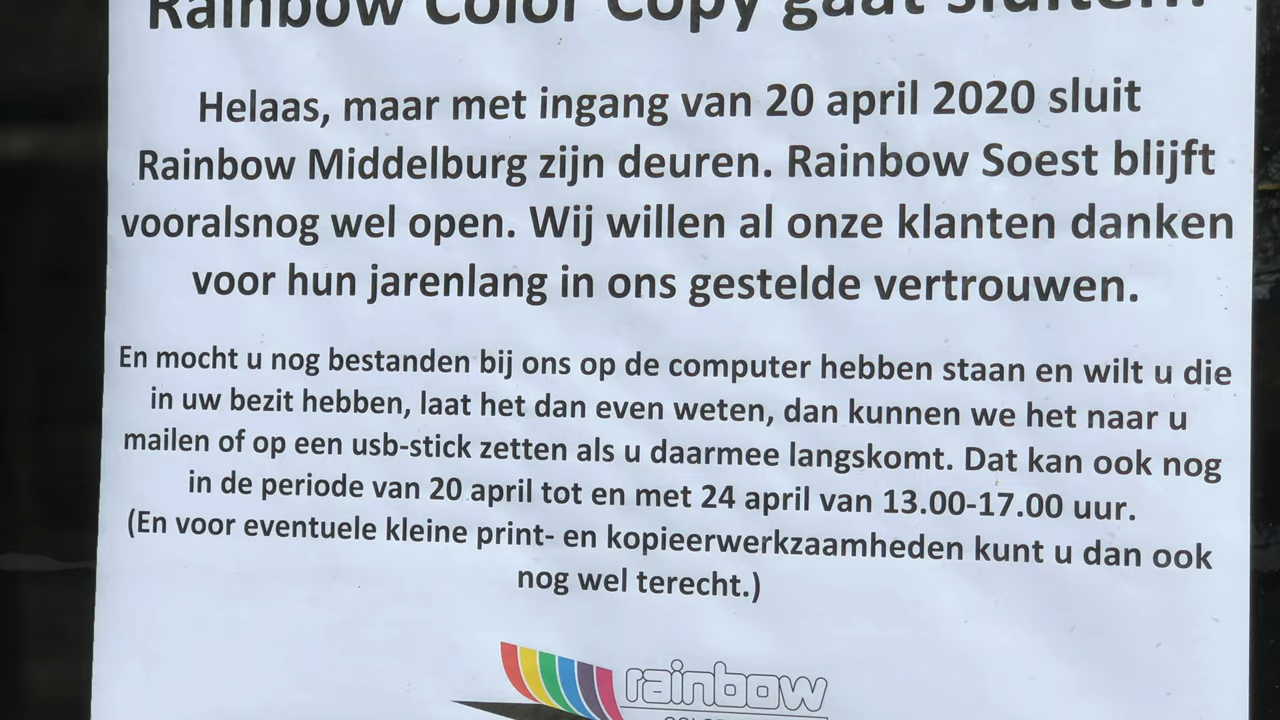 Rainbow Color Copy gaat sluiten!
Helaas, maar met ingang van 20 april 2020 sluit
Rainbow Middelburg zijn deuren. Rainbow Soest blijft
vooralsnog wel open. Wij willen al onze klanten danken
voor hun jarenlang in ons gestelde vertrouwen.
En mocht u nog bestanden bij ons op de computer hebben staan en wilt u die
in uw bezit hebben, laat het dan even weten, dan kunnen we het naar u
mailen of op een usb-stick zetten als u daarmee langskomt. Dat kan ook nog
in de periode van 20 april tot en met 24 april van 13.00-17.00 uur.
(En voor eventuele kleine print- en kopieerwerkzaamheden kunt u dan ook
nog wel terecht.)
rainbow